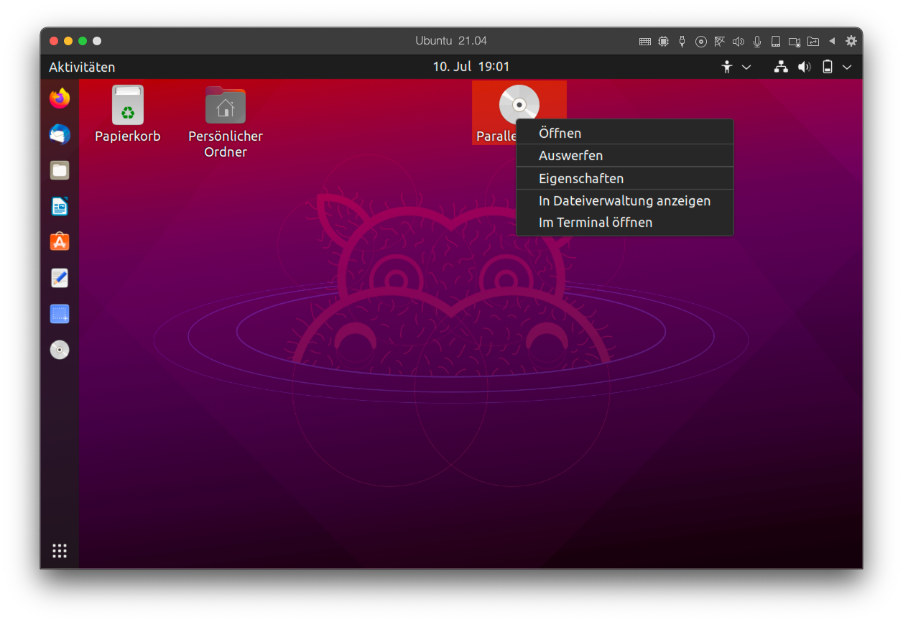 Ubuntu 21.04
Aktivitäten
10. Jul 19:01
Papierkorb
Persönlicher
Ordner
Öffnen
Auswerfen
Eigenschaften
In Dateiverwaltung anzeigen
Im Terminal öffnen